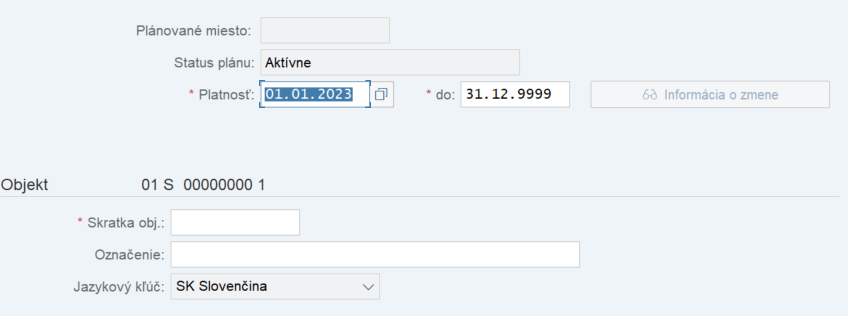 Plánované miesto:
Status plánu: Aktívne
* Platnosť: 01.01.2023 * do: 31.12.9999 Informácia o zmene
Objekt 01 S 00000000 1
* Skratka obj.:
Označenie:
Jazykový kľúč: SK Slovenčina